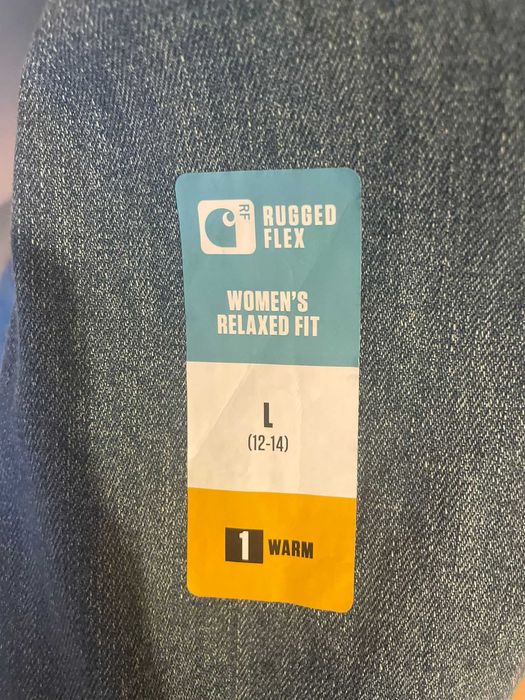 RF
RUGGED
FLEX
WOMEN'S
RELAXED FIT
L
(12-14)
1 WARM